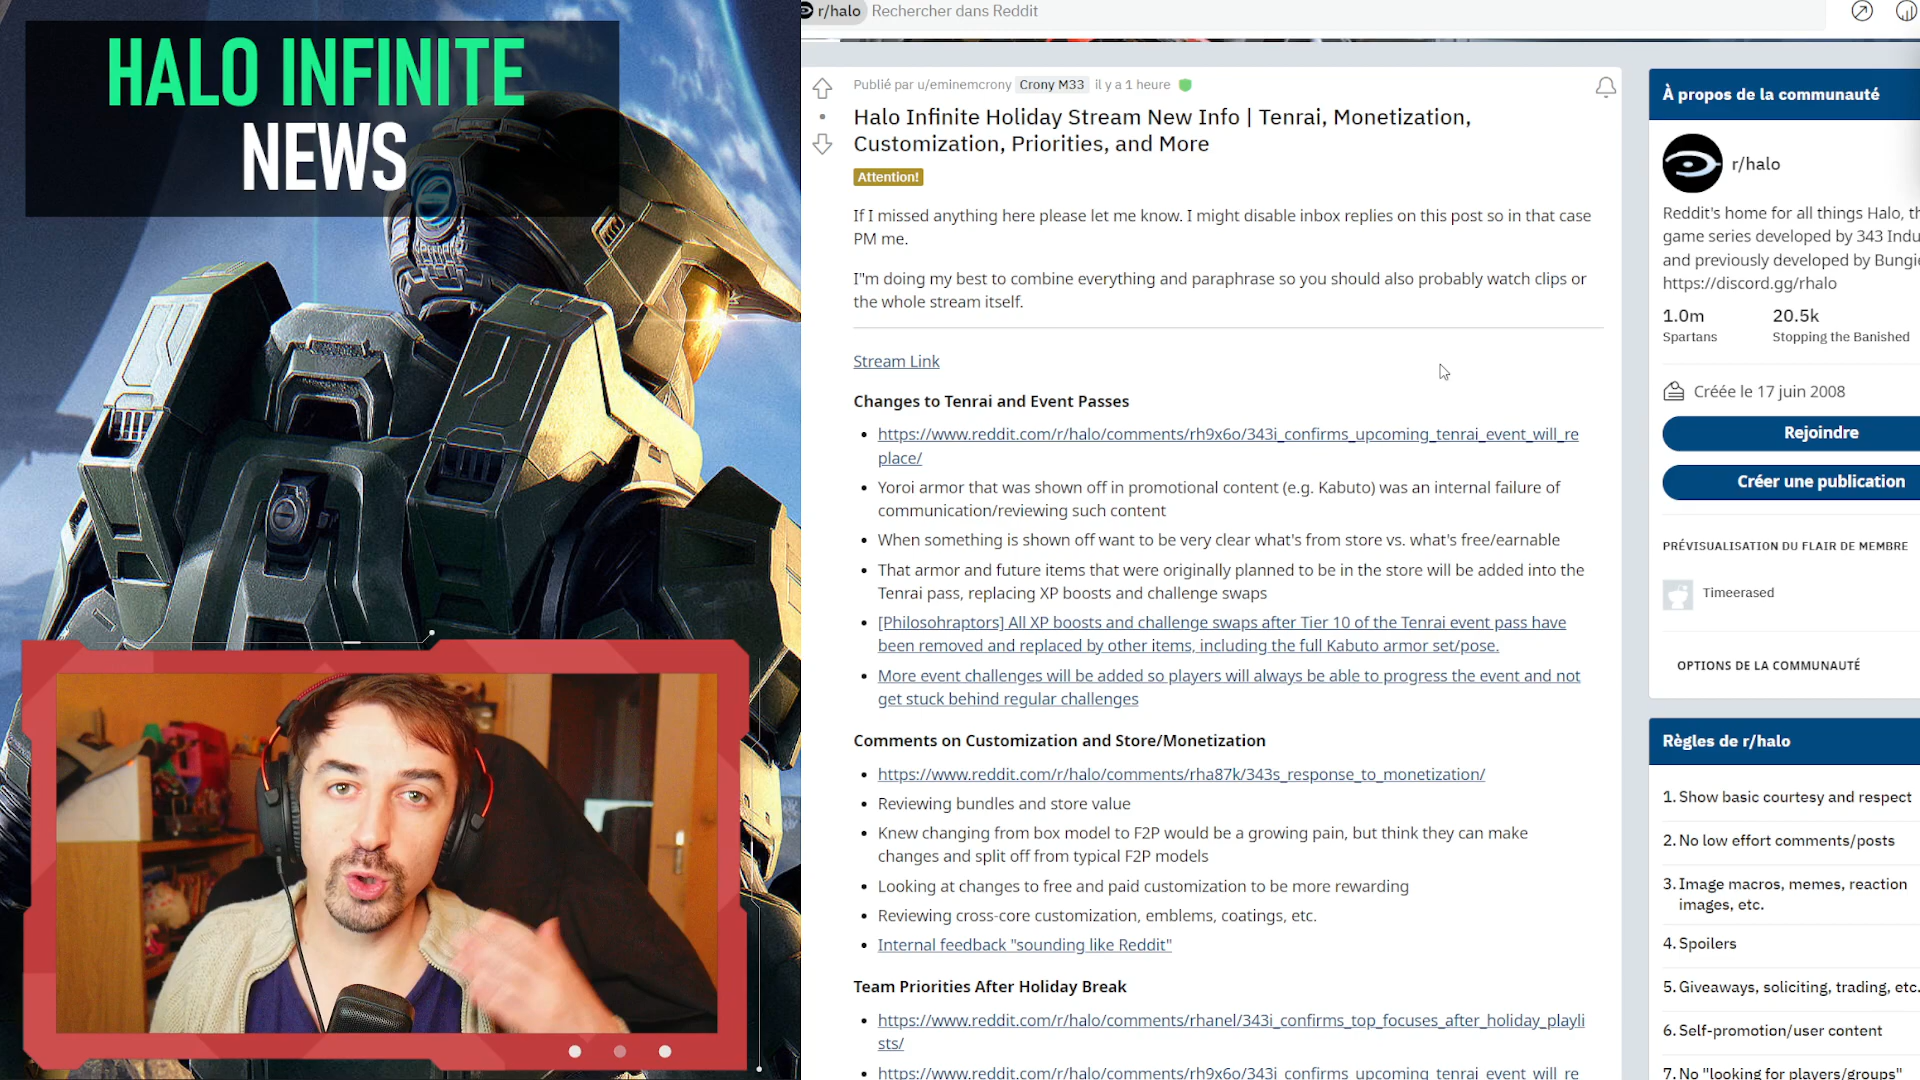 HALO INFINITE
NEWS
r/halo Rechercher dans Reddit
Publié par u/eminemcrony Crony M33 il y a 1 heure
Halo Infinite Holiday Stream New Info | Tenrai, Monetization,
Customization, Priorities, and More
Attention!
If I missed anything here please let me know. I might disable inbox replies on this post so in that case
PM me.
I"m doing my best to combine everything and paraphrase so you should also probably watch clips or
the whole stream itself.
Stream Link
Changes to Tenrai and Event Passes
https://www.reddit.com/r/halo/comments/rh9x6o/343i_confirms_upcoming_tenrai_event_will_re
place/
Yoroi armor that was shown off in promotional content (e.g. Kabuto) was an internal failure of
communication/reviewing such content
When something is shown off want to be very clear what's from store vs. what's free/earnable
That armor and future items that were originally planned to be in the store will be added into the
Tenrai pass, replacing XP boosts and challenge swaps
[Philosohraptors] All XP boosts and challenge swaps after Tier 10 of the Tenrai event pass have
been removed and replaced by other items, including the full Kabuto armor set/pose.
More event challenges will be added so players will always be able to progress the event and not
get stuck behind regular challenges
Comments on Customization and Store/Monetization
https://www.reddit.com/r/halo/comments/rha87k/343s_response_to_monetization/
Reviewing bundles and store value
Knew changing from box model to F2P would be a growing pain, but think they can make
changes and split off from typical F2P models
Looking at changes to free and paid customization to be more rewarding
Reviewing cross-core customization, emblems, coatings, etc.
Internal feedback "sounding like Reddit"
Team Priorities After Holiday Break
https://www.reddit.com/r/halo/comments/rhanel/343i_confirms_top_focuses_after_holiday_playli
sts/
https://www.reddit.com/r/halo/comments/rh9x6o/343i_confirms_upcoming_tenrai_event_will_re
À propos de la communauté
r/halo
Reddit's home for all things Halo, th
game series developed by 343 Indu
and previously developed by Bungie
https://discord.gg/rhalo
1.0m 20.5k
Spartans Stopping the Banished
Créée le 17 juin 2008
Rejoindre
Créer une publication
PRÉVISUALISATION DU FLAIR DE MEMBRE
Timeerased
OPTIONS DE LA COMMUNAUTÉ
Règles de r/halo
1. Show basic courtesy and respect
2. No low effort comments/posts
3. Image macros, memes, reaction
images, etc.
4. Spoilers
5. Giveaways, soliciting, trading, etc.
6. Self-promotion/user content
7. No "looking for players/groups"